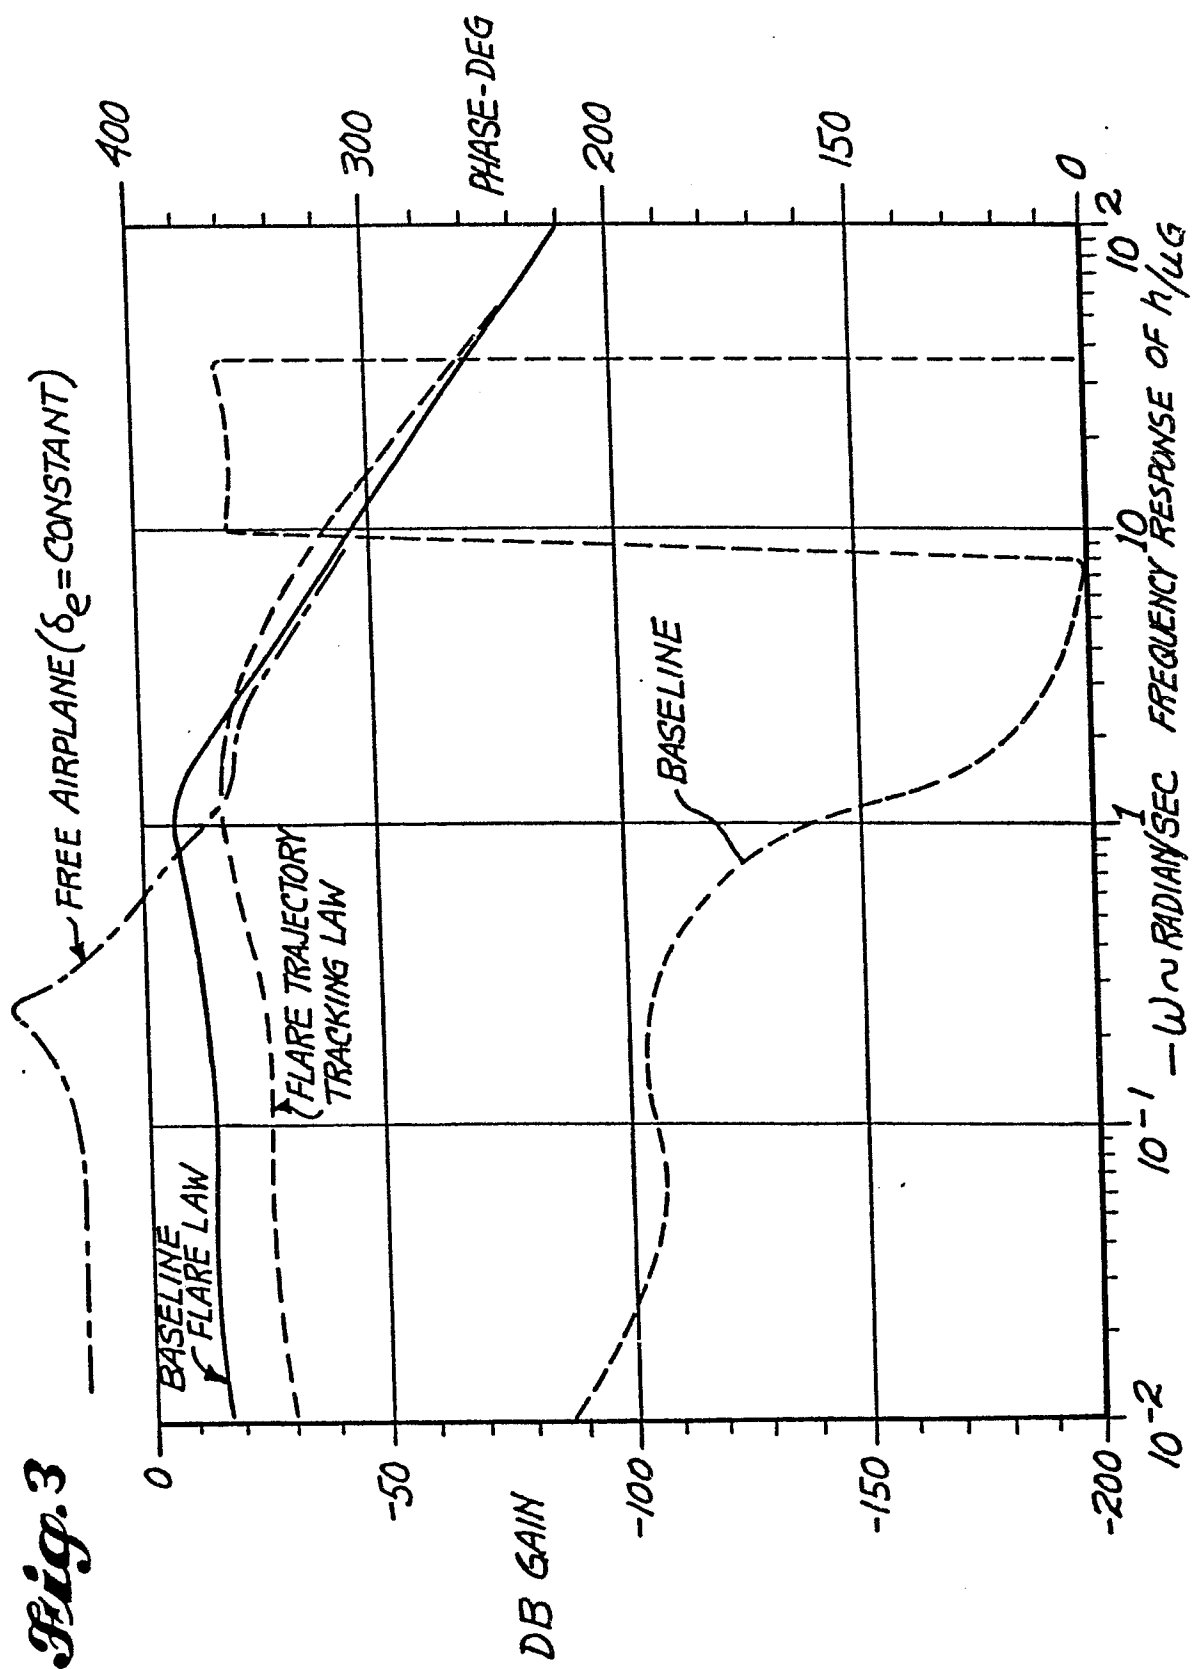 Fig. 3
FREE AIRPLANE (δe = CONSTANT)
BASELINE
FLARE LAW
FLARE TRAJECTORY
TRACKING LAW
BASELINE
DB GAIN
0
-50
-100
-150
-200
PHASE-DEG
400
300
200
150
0
10-2
10-1
1
10
10 2
— W ~ RADIAN/SEC FREQUENCY RESPONSE OF h/uG